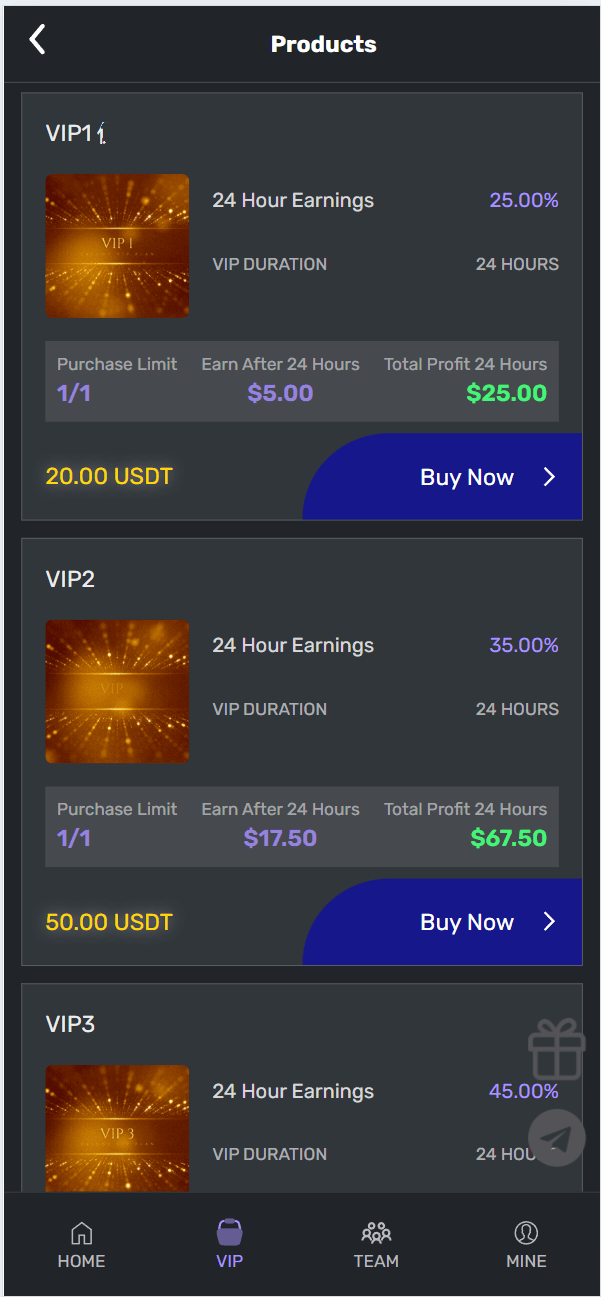 Products
VIP1
VIP 1
24 Hour Earnings 25.00%
VIP DURATION 24 HOURS
Purchase Limit Earn After 24 Hours Total Profit 24 Hours
1/1 $5.00 $25.00
20.00 USDT Buy Now
VIP2
VIP
24 Hour Earnings 35.00%
VIP DURATION 24 HOURS
Purchase Limit Earn After 24 Hours Total Profit 24 Hours
1/1 $17.50 $67.50
50.00 USDT Buy Now
VIP3
VIP 3
24 Hour Earnings 45.00%
VIP DURATION 24
HOME VIP TEAM MINE